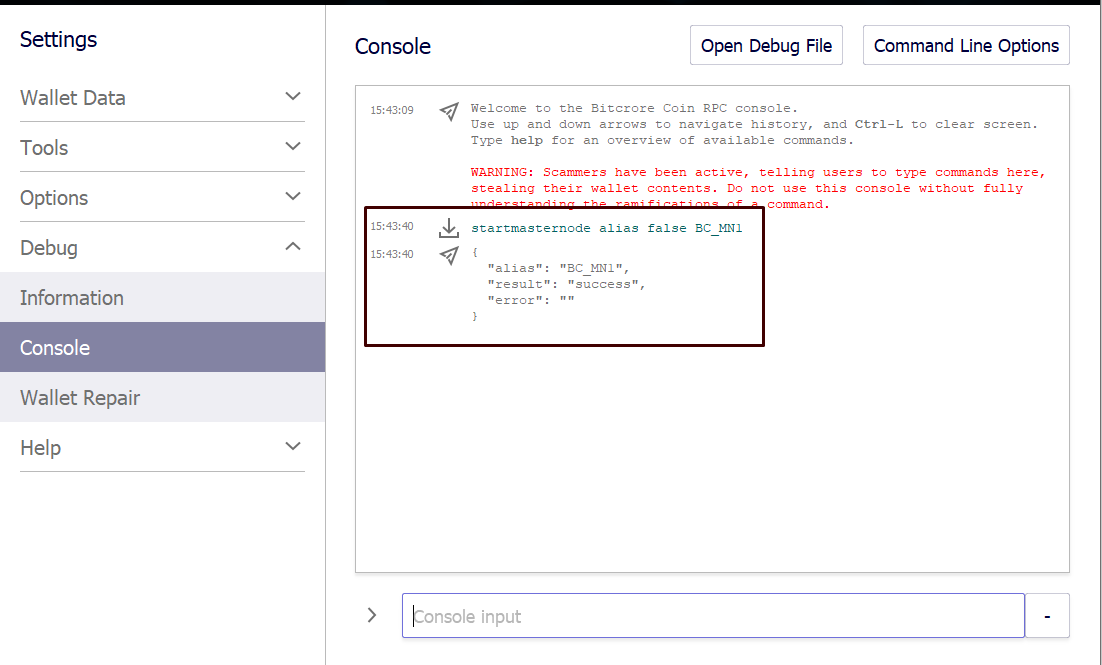 Settings
Wallet Data
Tools
Options
Debug
Information
Console
Wallet Repair
Help
Console
Open Debug File
Command Line Options
15:43:09
Welcome to the Bitcrore Coin RPC console.
Use up and down arrows to navigate history, and Ctrl-L to clear screen.
Type help for an overview of available commands.
WARNING: Scammers have been active, telling users to type commands here,
stealing their wallet contents. Do not use this console without fully
understanding the ramifications of a command.
15:43:40
startmasternode alias false BC_MN1
15:43:40
{
"alias": "BC_MN1",
"result": "success",
"error": ""
}
Console input
-